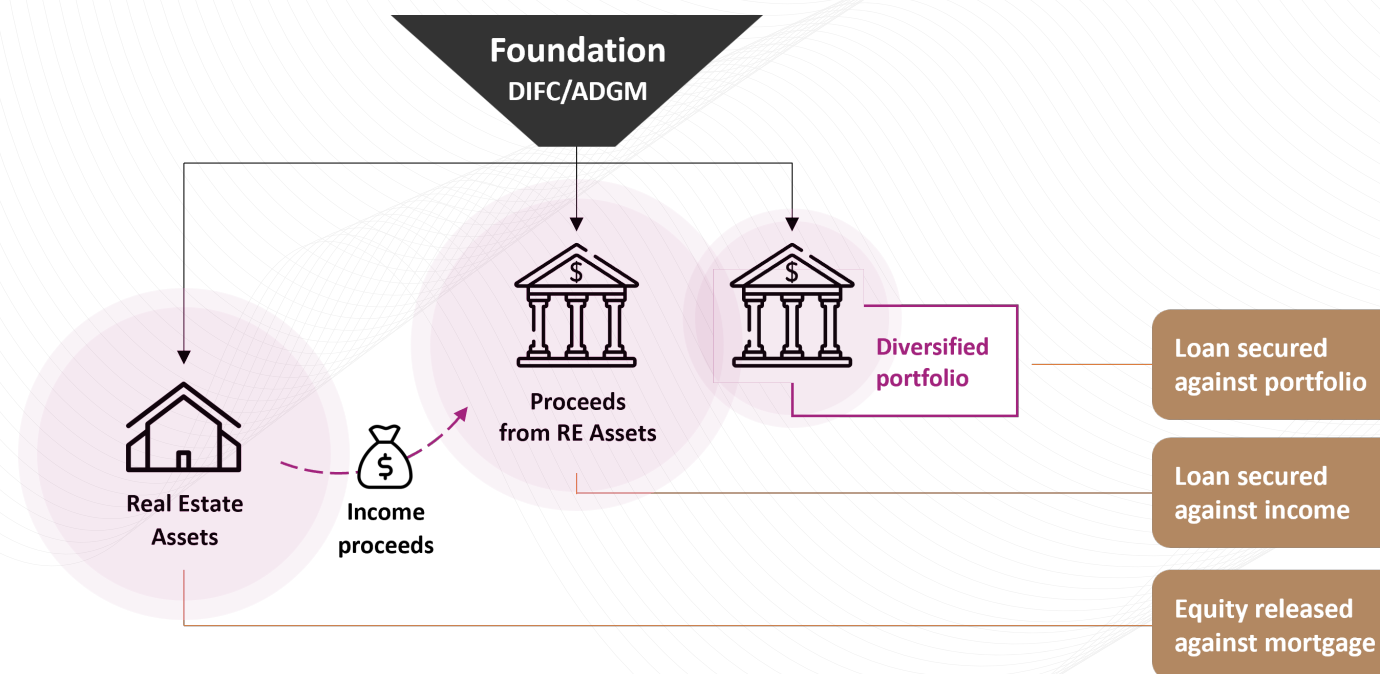 Foundation
DIFC/ADGM
$
$
Diversified
portfolio
Proceeds
from RE Assets
$
Real Estate
Assets
Income
proceeds
Loan secured
against portfolio
Loan secured
against income
Equity released
against mortgage